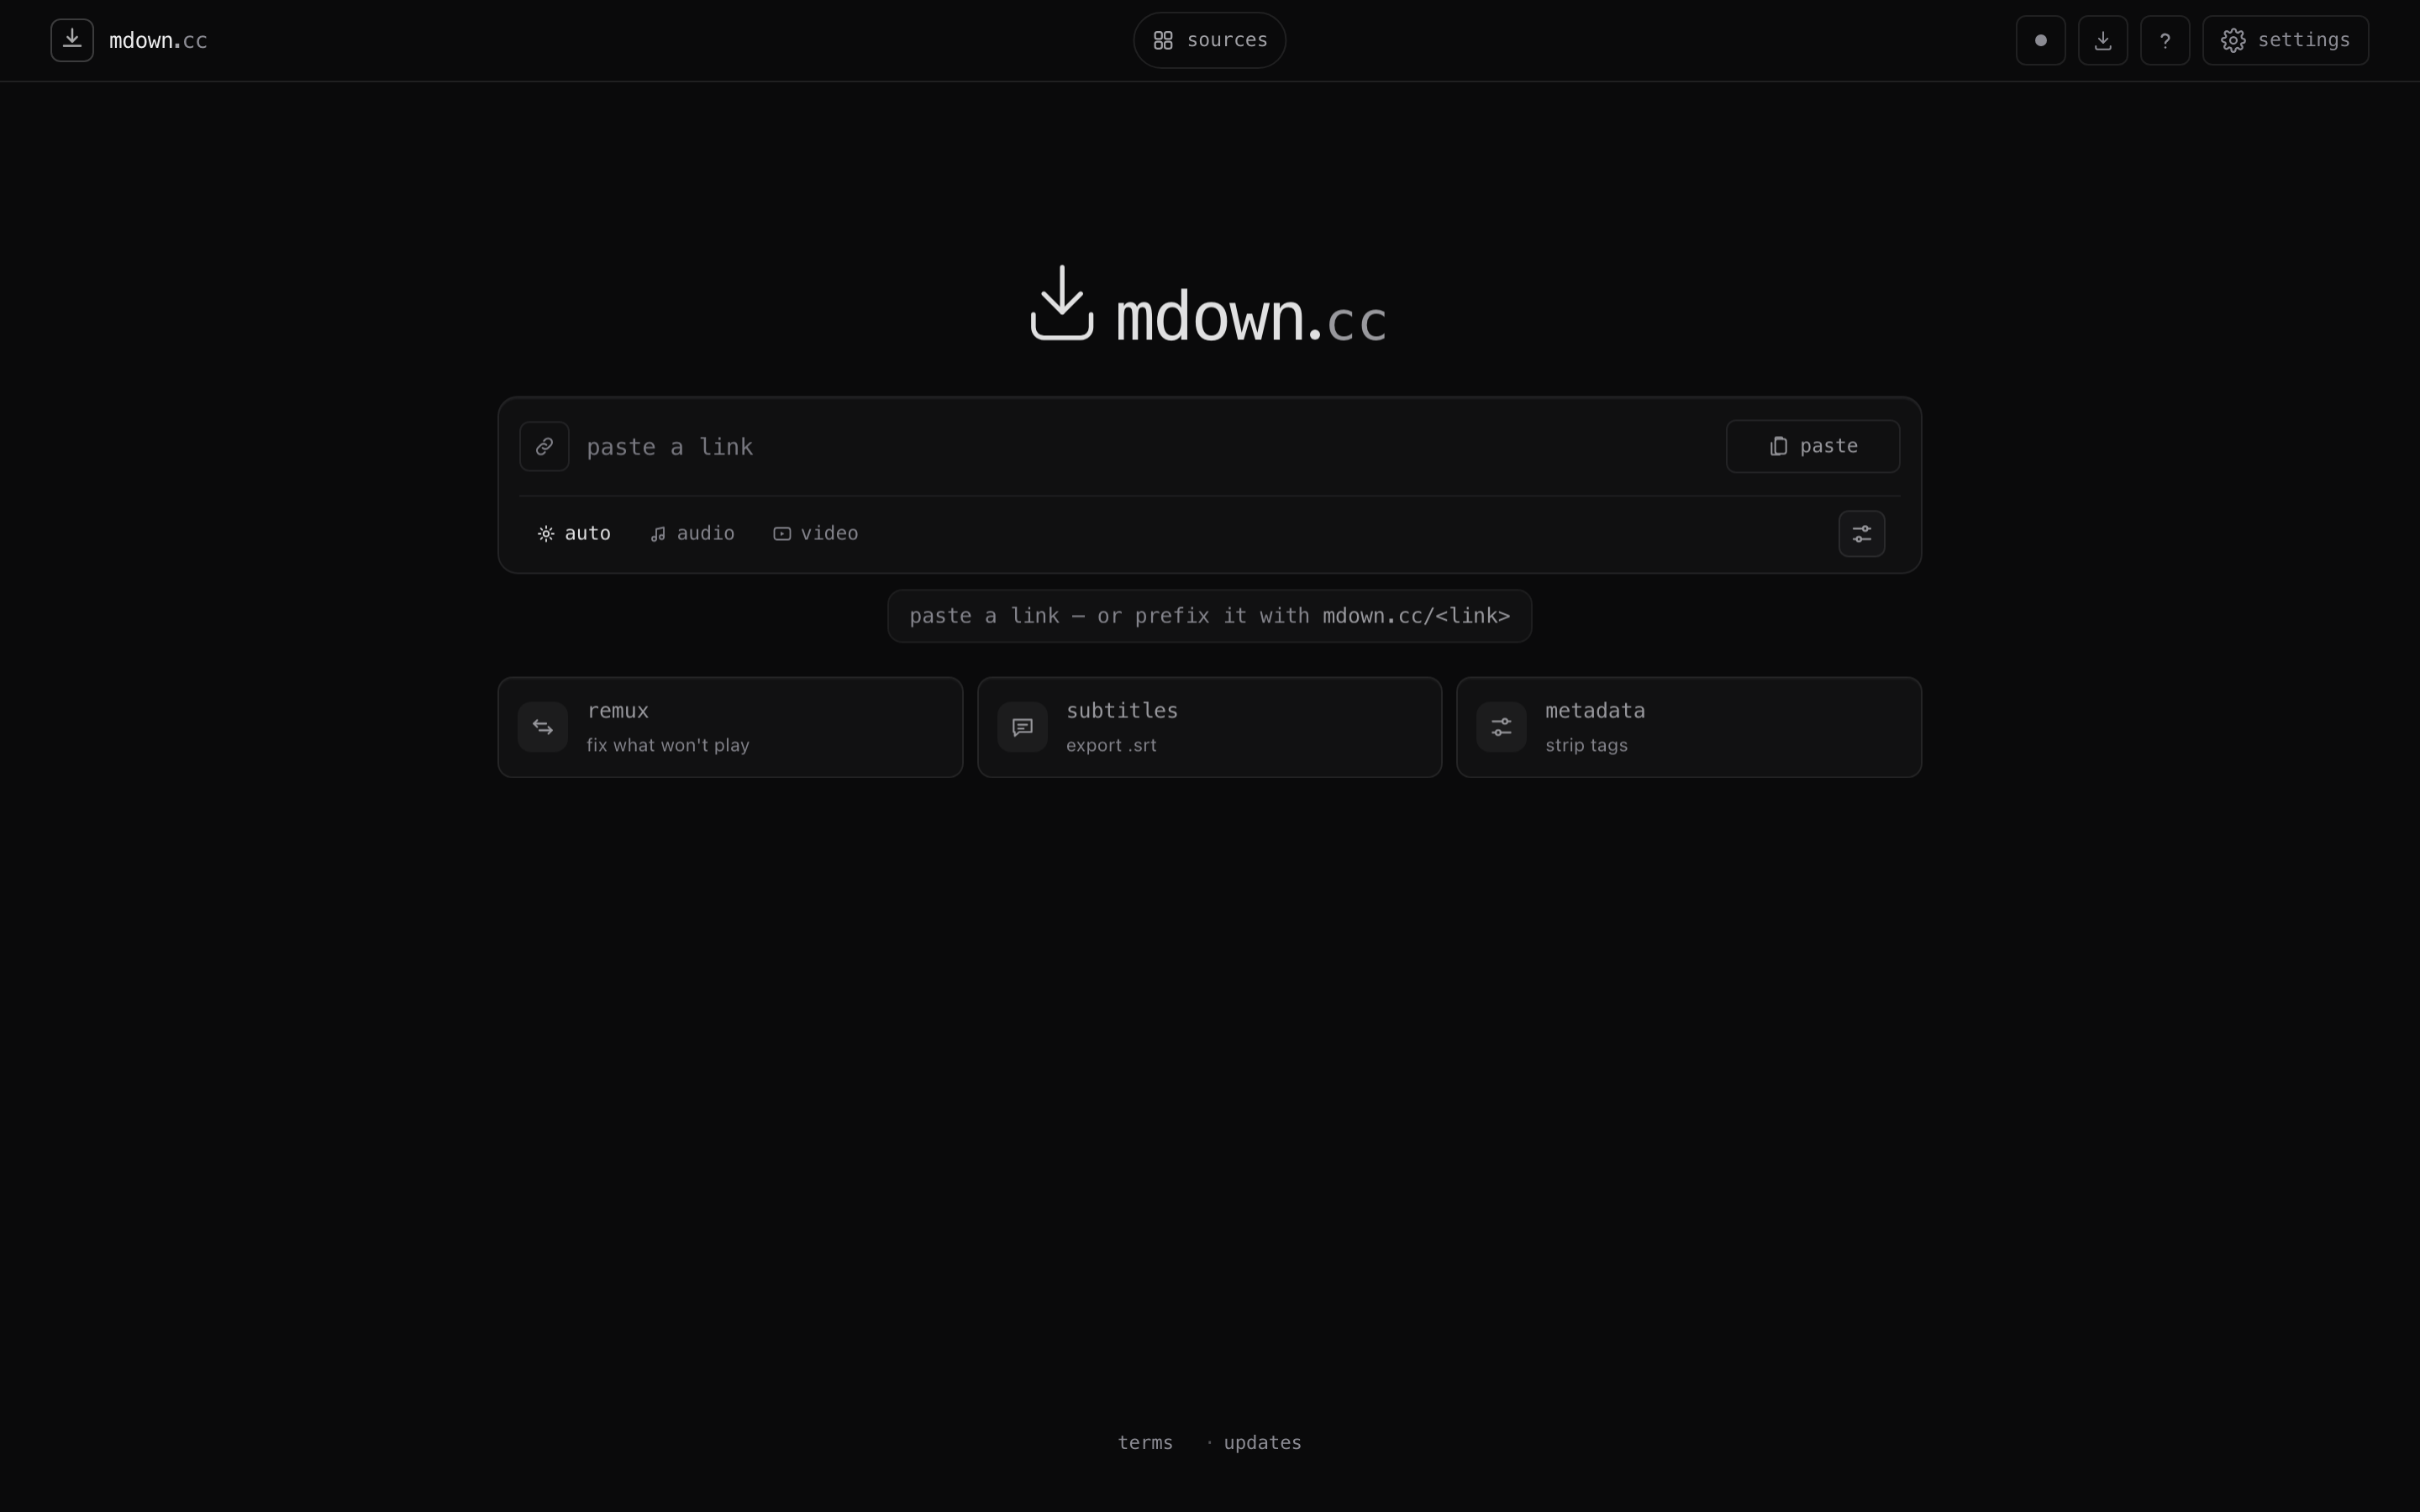 mdown.cc
sources
?
settings
mdown.cc
paste a link
paste
auto
audio
video
paste a link — or prefix it with mdown.cc/<link>
remux
fix what won't play
subtitles
export .srt
metadata
strip tags
terms · updates